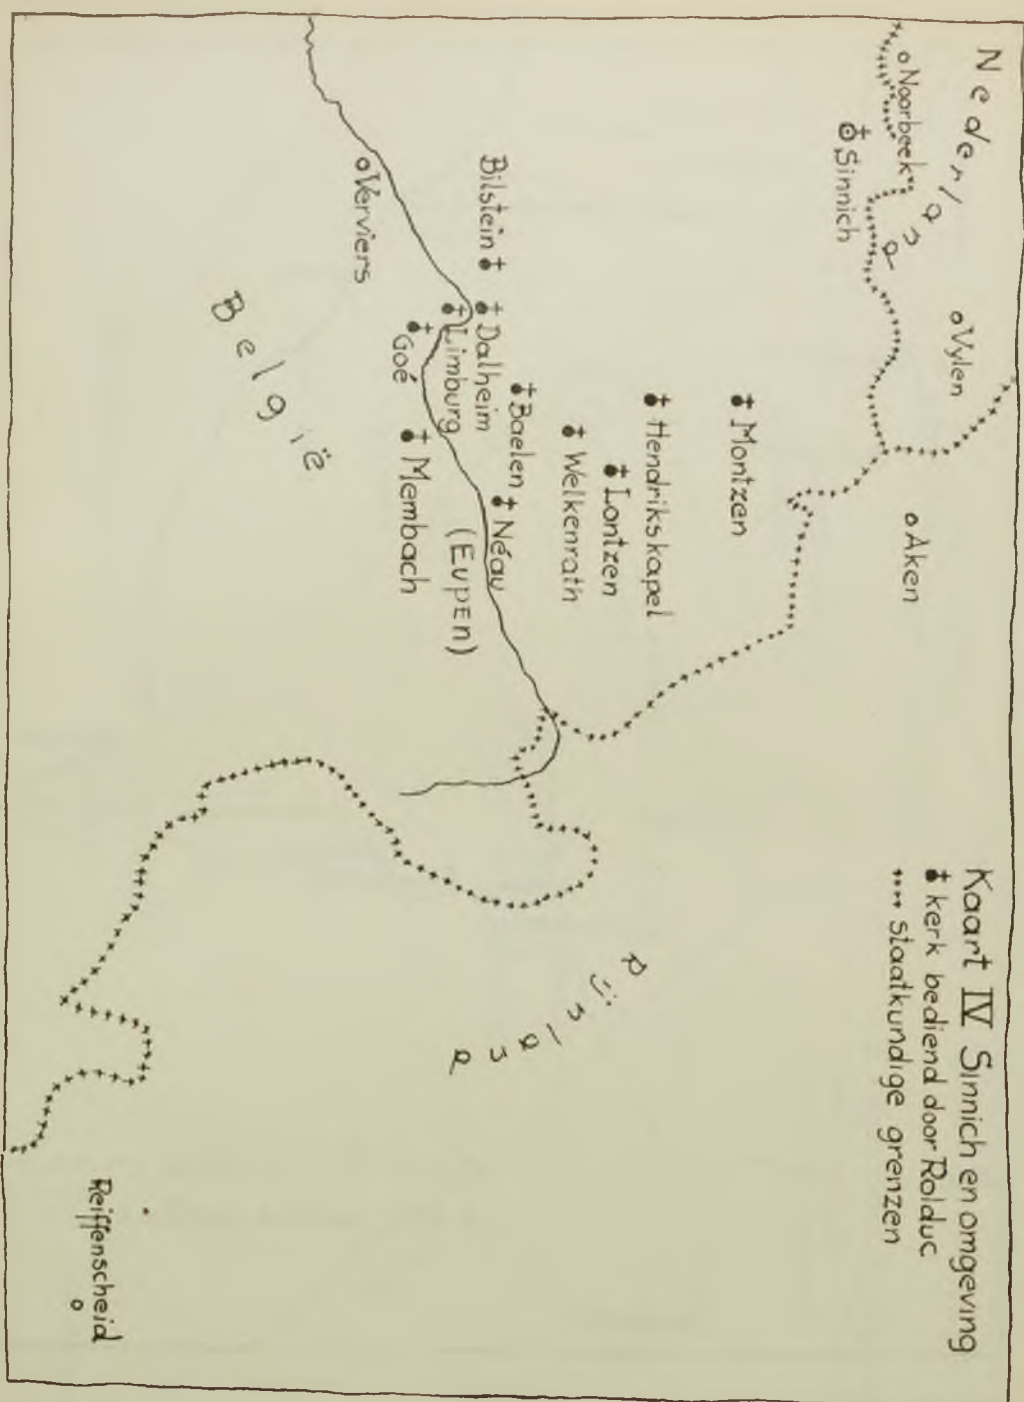 Kaart IV Sinnich en omgeving
kerk bediend door Rolduc
staatkundige grenzen
Nederland
Noorbeek
Sinnich
Vylen
Aken
Montzen
Hendrikskapel
Lontzen
Welkenrath
Baelen
Néau
(Eupen)
Bilstein
Dalheim
Limburg
Goé
Membach
Verviers
België
Düitsland
Reiffenscheid